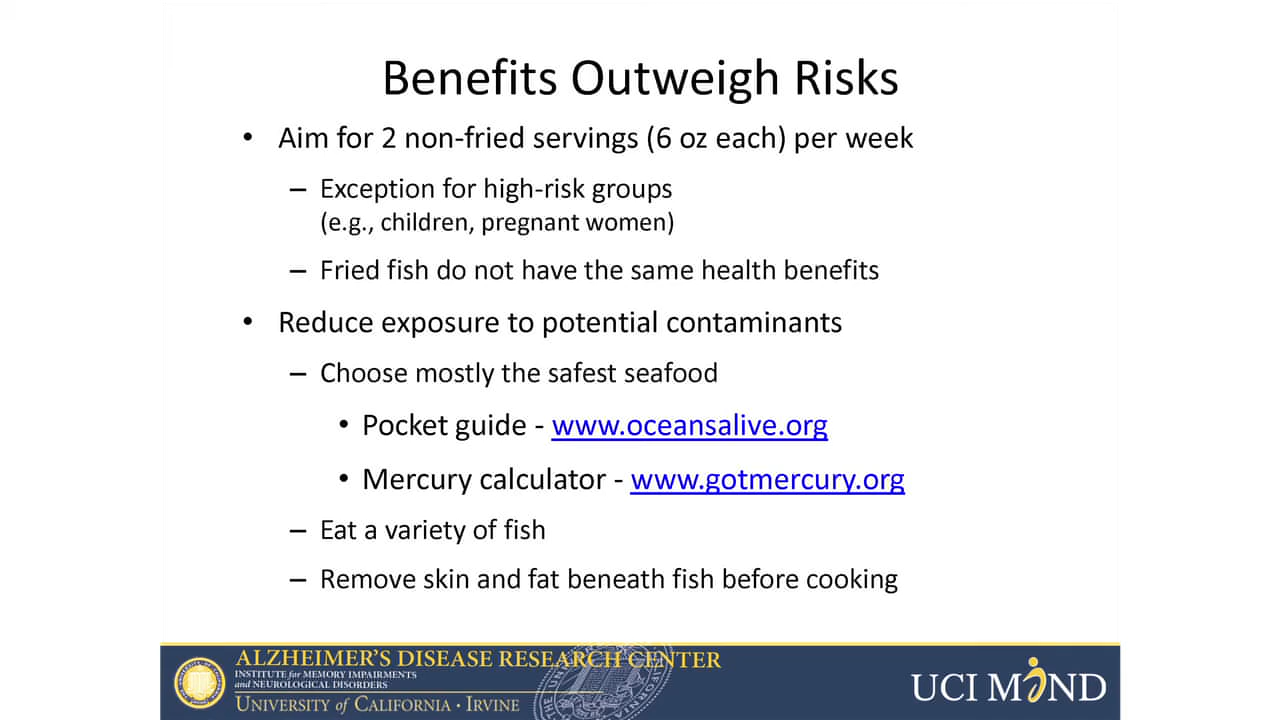 Benefits Outweigh Risks
• Aim for 2 non-fried servings (6 oz each) per week
– Exception for high-risk groups
(e.g., children, pregnant women)
– Fried fish do not have the same health benefits
• Reduce exposure to potential contaminants
– Choose mostly the safest seafood
• Pocket guide - www.oceansalive.org
• Mercury calculator - www.gotmercury.org
– Eat a variety of fish
– Remove skin and fat beneath fish before cooking
ALZHEIMER'S DISEASE RESEARCH CENTER
INSTITUTE for MEMORY IMPAIRMENTS
and NEUROLOGICAL DISORDERS
UNIVERSITY of CALIFORNIA · IRVINE
UCI MIND